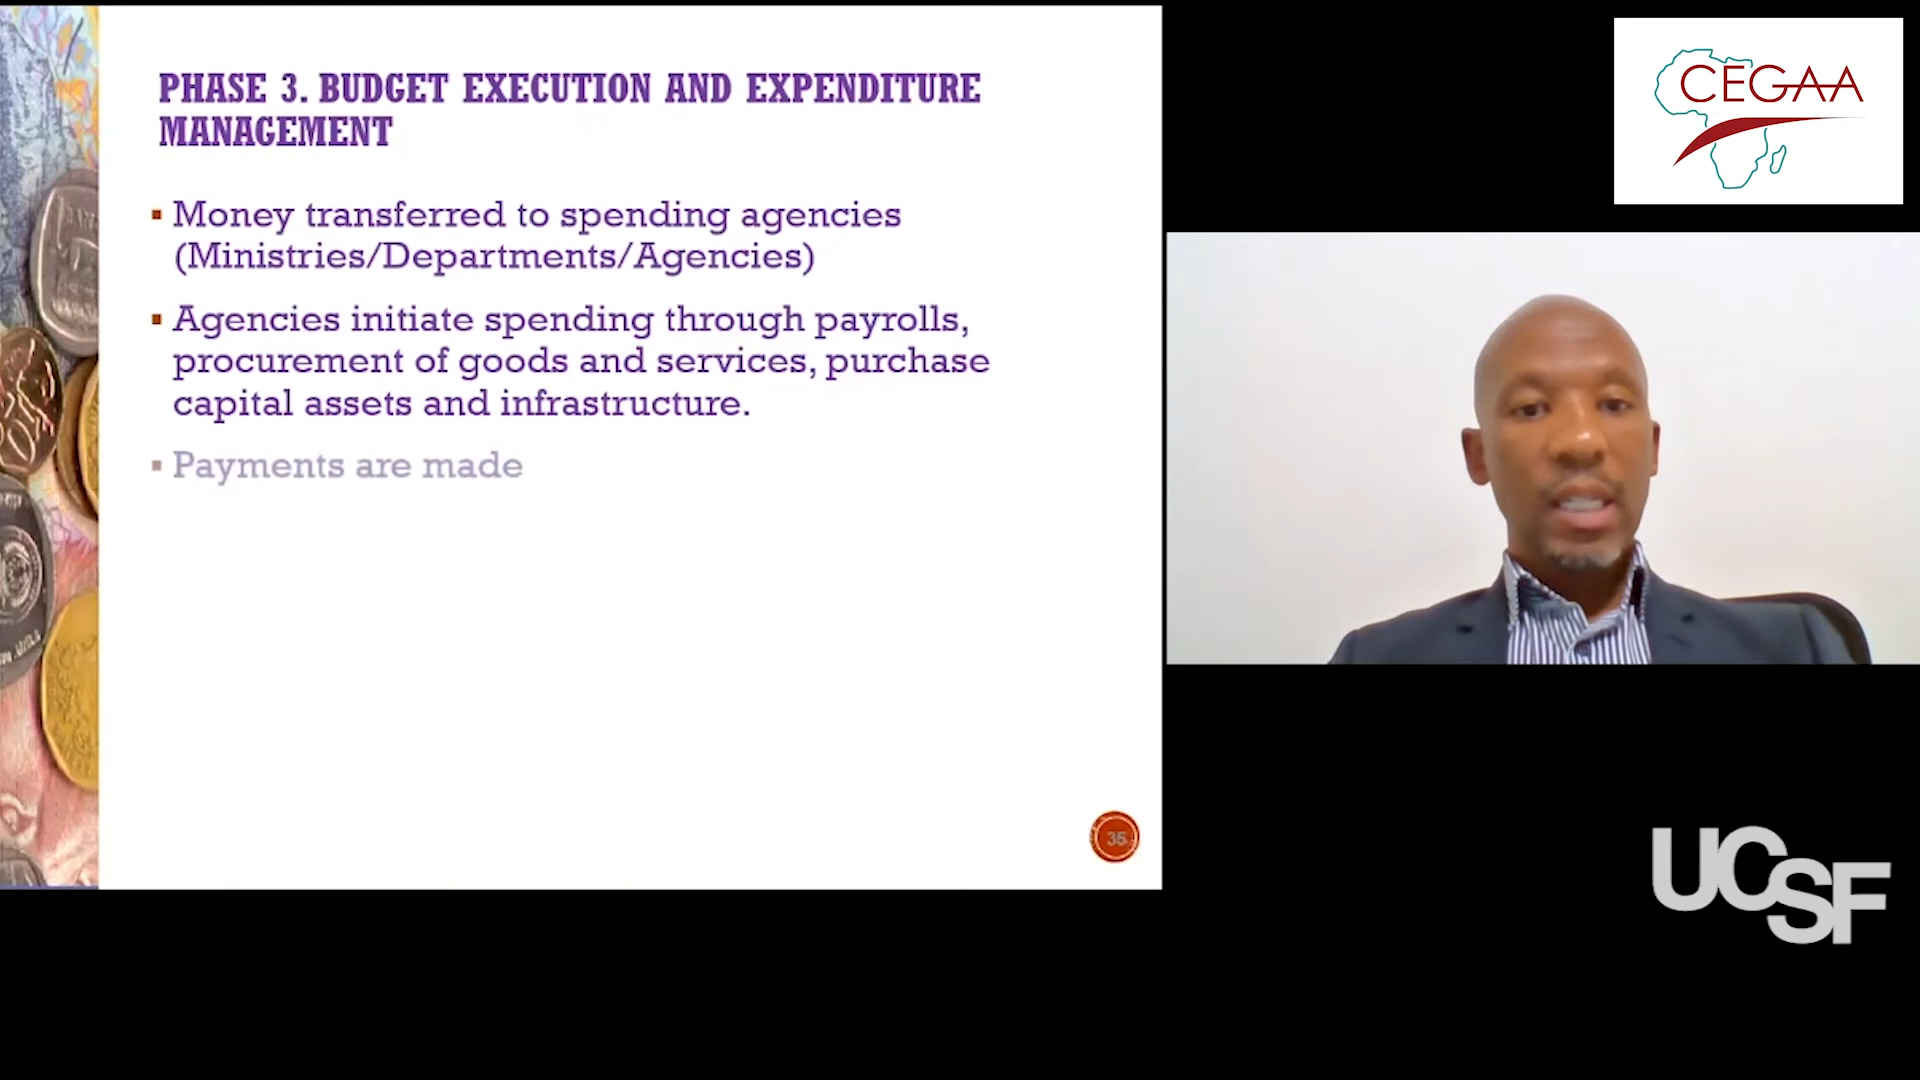 PHASE 3. BUDGET EXECUTION AND EXPENDITURE
MANAGEMENT
▪ Money transferred to spending agencies
(Ministries/Departments/Agencies)
▪ Agencies initiate spending through payrolls,
procurement of goods and services, purchase
capital assets and infrastructure.
▪ Payments are made
35
CEGAA
UCSF